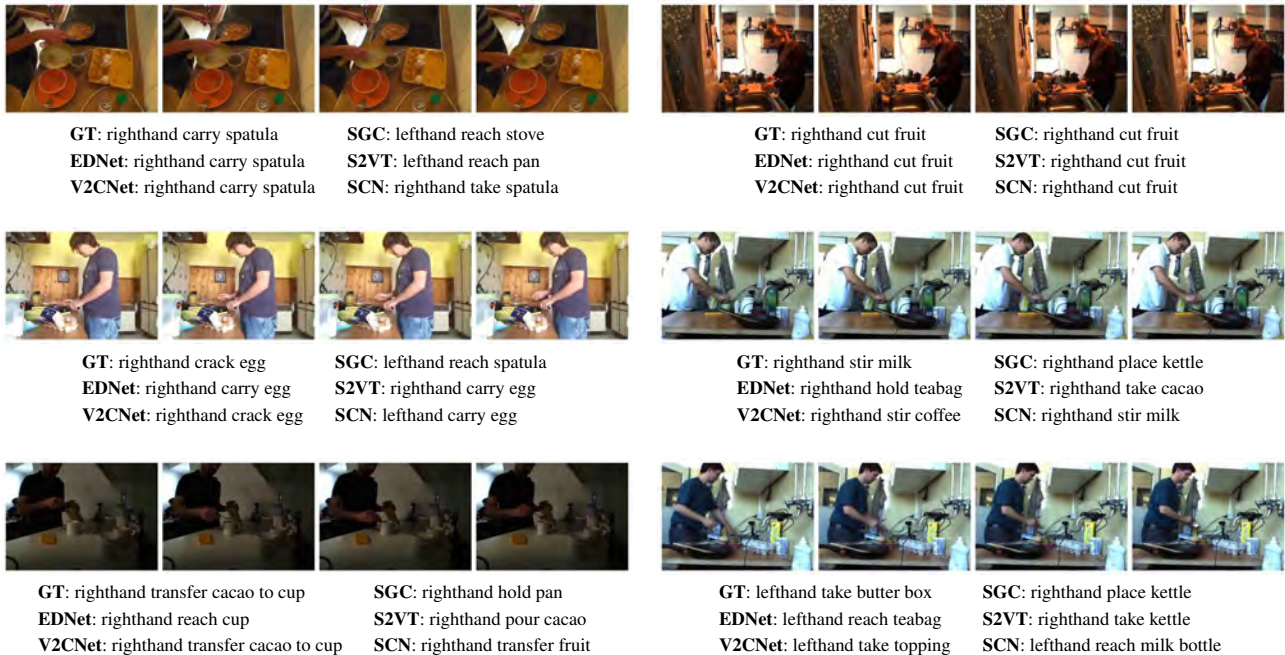 GT: righthand carry spatula
SGC: lefthand reach stove
EDNet: righthand carry spatula
S2VT: lefthand reach pan
V2CNet: righthand carry spatula
SCN: righthand take spatula
GT: righthand cut fruit
SGC: righthand cut fruit
EDNet: righthand cut fruit
S2VT: righthand cut fruit
V2CNet: righthand cut fruit
SCN: righthand cut fruit
GT: righthand crack egg
SGC: lefthand reach spatula
EDNet: righthand carry egg
S2VT: righthand carry egg
V2CNet: righthand crack egg
SCN: lefthand carry egg
GT: righthand stir milk
SGC: righthand place kettle
EDNet: righthand hold teabag
S2VT: righthand take cacao
V2CNet: righthand stir coffee
SCN: righthand stir milk
GT: righthand transfer cacao to cup
SGC: righthand hold pan
EDNet: righthand reach cup
S2VT: righthand pour cacao
V2CNet: righthand transfer cacao to cup
SCN: righthand transfer fruit
GT: lefthand take butter box
SGC: righthand place kettle
EDNet: lefthand reach teabag
S2VT: righthand take kettle
V2CNet: lefthand take topping
SCN: lefthand reach milk bottle